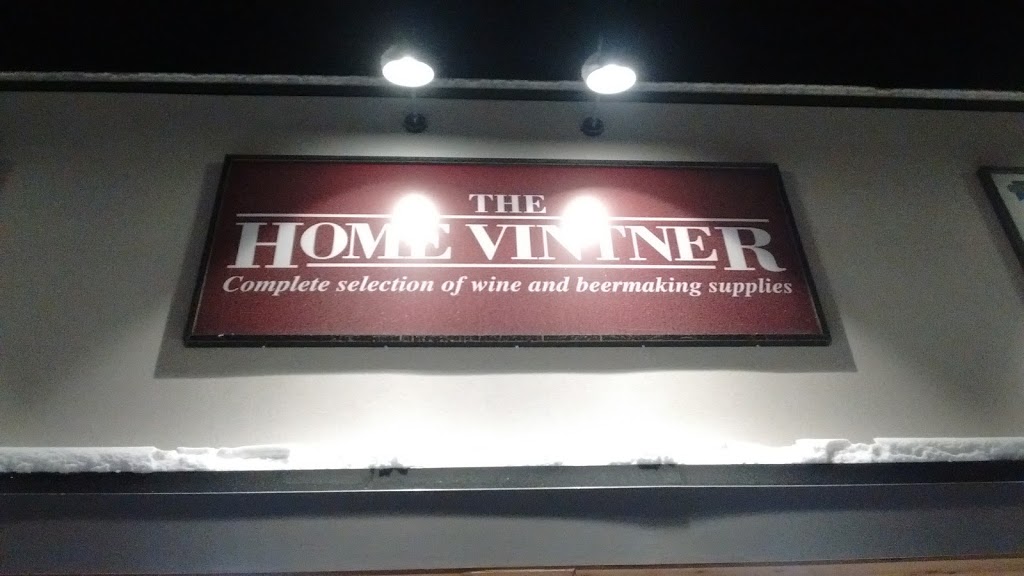 THE
HOME VINTNER
Complete selection of wine and beermaking supplies